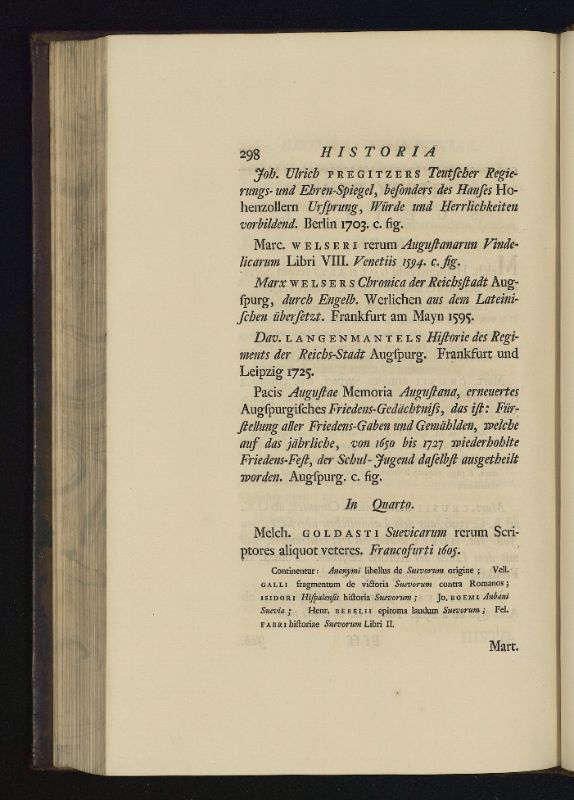 298 HISTORIA
Joh. Ulrich PREGITZERS Teutſcher Regie-
rungs- und Ehren-Spiegel, beſonders des Hauſes Ho-
henzollern Urſprung, Würde und Herrlichkeiten
vorbildend. Berlin 1703. c. fig.
Marc. WELSERI rerum Auguſtanarum Vinde-
licarum Libri VIII. Venetiis 1594. c. fig.
Marx WELSERS Chronica der Reichsſtadt Aug-
ſpurg, durch Engelb. Werlichen aus dem Lateini-
ſchen überſetzt. Frankfurt am Mayn 1595.
Dav. LANGENMANTELS Hiſtorie des Regi-
ments der Reichs-Stadt Augſpurg. Frankfurt und
Leipzig 1725.
Pacis Auguſtae Memoria Auguſtana, erneuertes
Augſpurgiſches Friedens-Gedächtniſs, das iſt: Für-
ſtellung aller Friedens-Gaben und Gemählden, welche
auf das jährliche, von 1650 bis 1727 wiederhohlte
Friedens-Feſt, der Schul-Jugend daſelbſt ausgetheilt
worden. Augſpurg. c. fig.
In Quarto.
Melch. GOLDASTI Suevicarum rerum Scri-
ptores aliquot veteres. Francofurti 1605.
Continentur: Anonymi libellus de Suevorum origine; Vell.
GALLI fragmentum de victoria Suevorum contra Romanos;
ISIDORI Hiſpalenſis hiſtoria Suevorum; Jo. BOEMI Aubani
Suevia; Henr. BEBELII epitoma laudum Suevorum; Fel.
FABRI hiſtoriae Suevorum Libri II.
Mart.